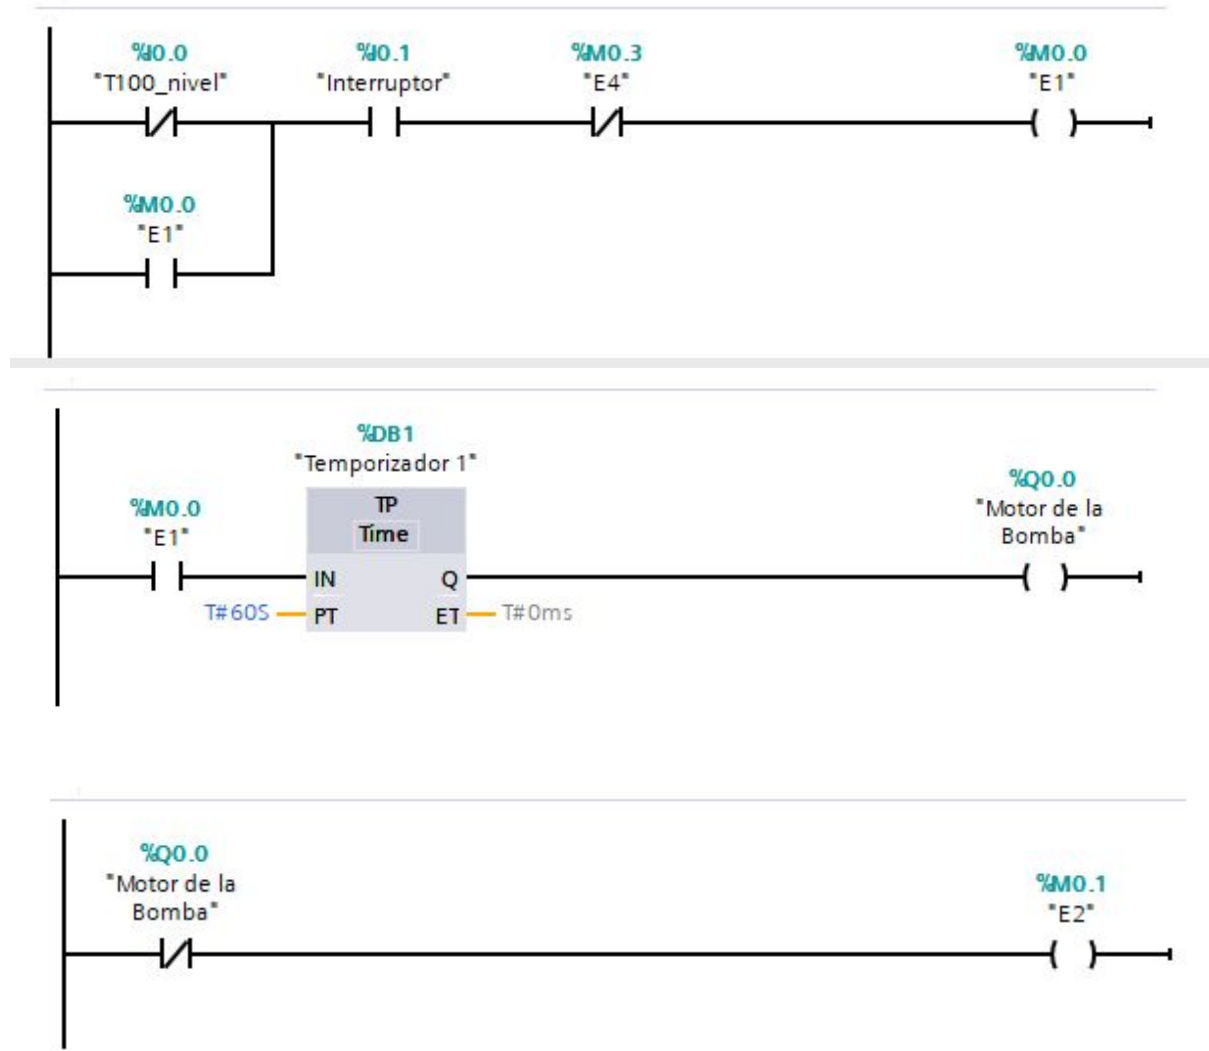 %I0.0
"T100_nivel"
%I0.1
"Interruptor"
%M0.3
"E4"
%M0.0
"E1"
%M0.0
"E1"
%DB1
"Temporizador 1"
TP
Time
%M0.0
"E1"
IN
Q
T#60S
PT
ET
T#0ms
%Q0.0
"Motor de la
Bomba"
%Q0.0
"Motor de la
Bomba"
%M0.1
"E2"